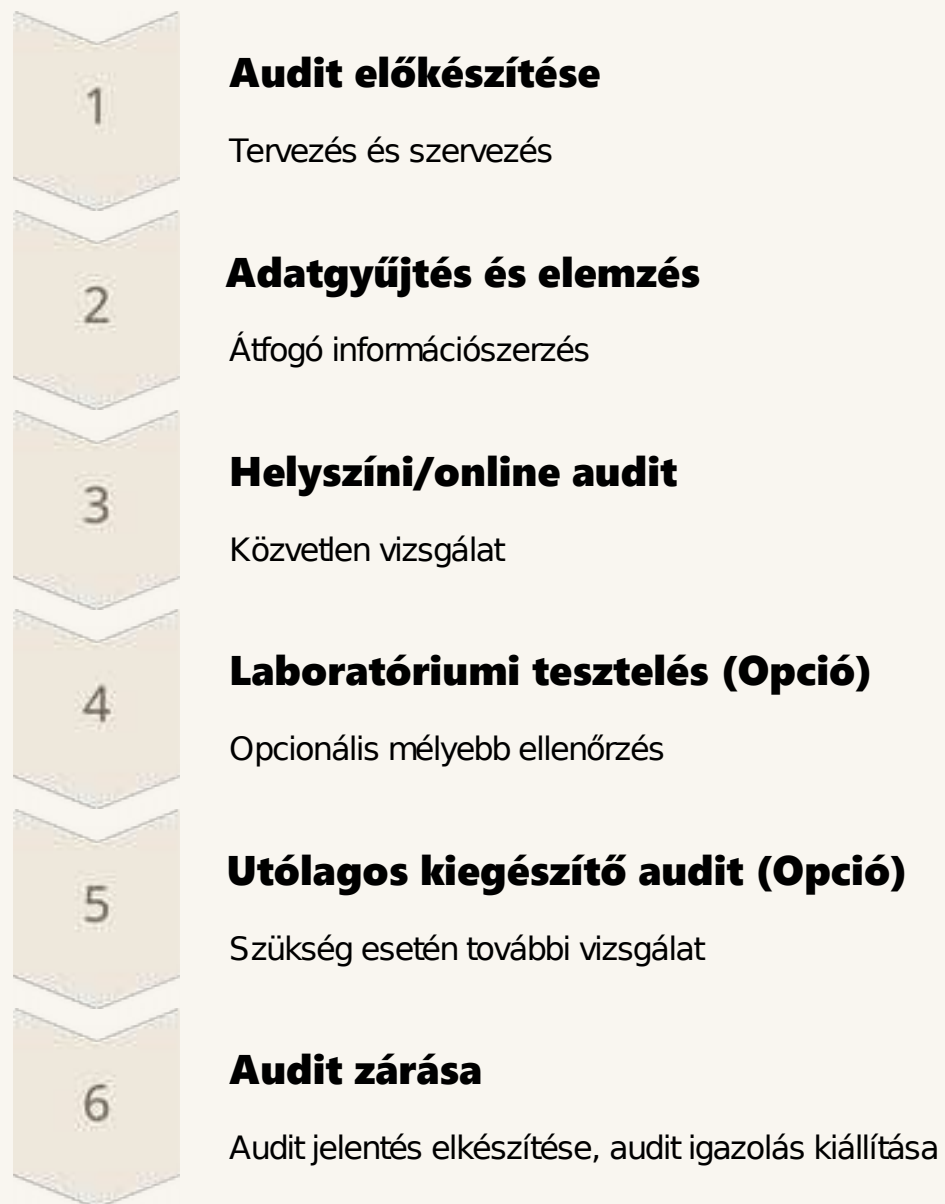 1
Audit előkészítése
Tervezés és szervezés
2
Adatgyűjtés és elemzés
Átfogó információszerzés
3
Helyszíni/online audit
Közvetlen vizsgálat
4
Laboratóriumi tesztelés (Opció)
Opcionális mélyebb ellenőrzés
5
Utólagos kiegészítő audit (Opció)
Szükség esetén további vizsgálat
6
Audit zárása
Audit jelentés elkészítése, audit igazolás kiállítása